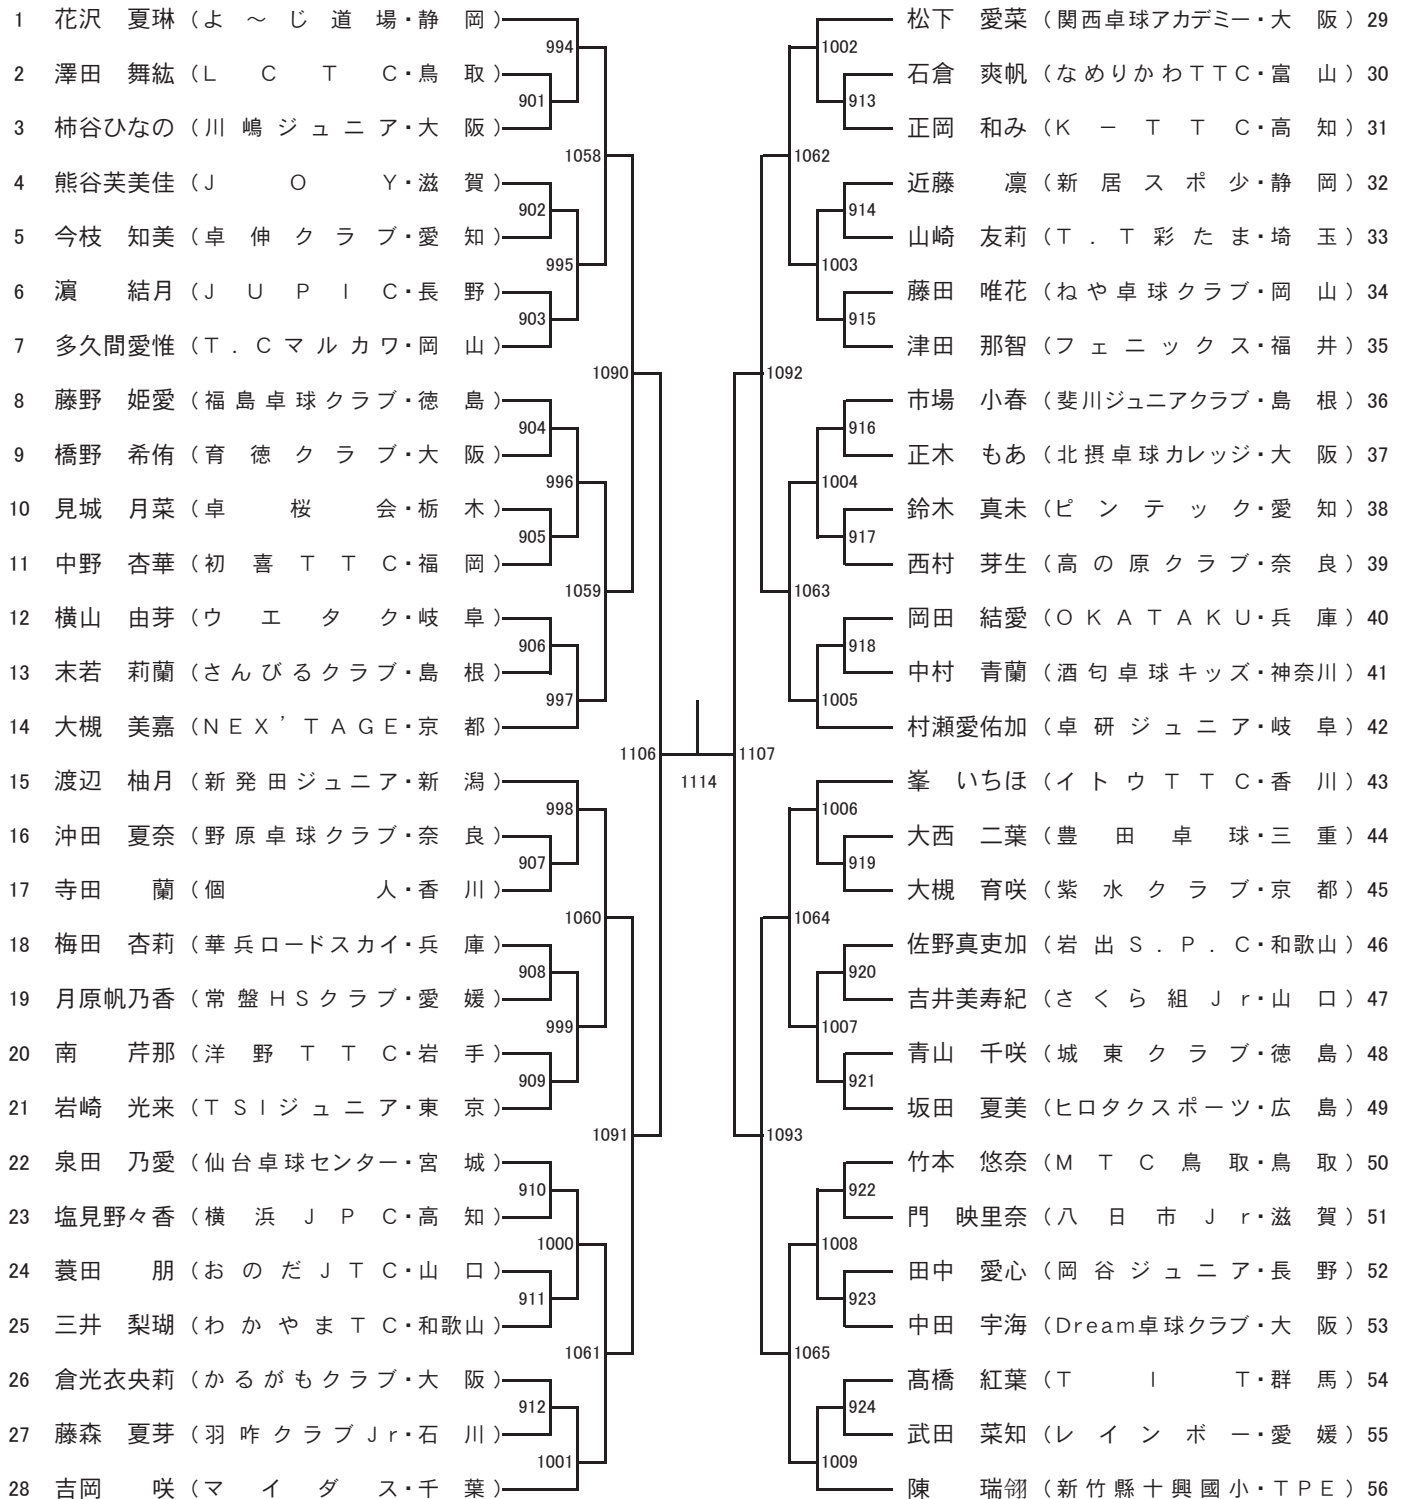 1 花沢 夏琳 (よ~じ道場・静岡)
994
2 澤田 舞紘 (LCTC・鳥取)
901
3 柿谷ひなの (川嶋ジュニア・大阪)
1058
4 熊谷芙美佳 (JOY・滋賀)
902
5 今枝 知美 (卓伸クラブ・愛知)
995
6 濵 結月 (JUPIC・長野)
903
7 多久間愛惟 (T.Cマルカワ・岡山)
1090
8 藤野 姫愛 (福島卓球クラブ・徳島)
904
9 橋野 希侑 (育徳クラブ・大阪)
996
10 見城 月菜 (卓桜会・栃木)
905
11 中野 杏華 (初喜TTC・福岡)
1059
12 横山 由芽 (ウエタク・岐阜)
906
13 末若 莉蘭 (さんびるクラブ・島根)
997
14 大槻 美嘉 (NEX'TAGE・京都)
1106
15 渡辺 柚月 (新発田ジュニア・新潟)
998
16 沖田 夏奈 (野原卓球クラブ・奈良)
907
17 寺田 蘭 (個人・香川)
1060
18 梅田 杏莉 (華兵ロードスカイ・兵庫)
908
19 月原帆乃香 (常盤HSクラブ・愛媛)
999
20 南 芹那 (洋野TTC・岩手)
909
21 岩崎 光来 (TSIジュニア・東京)
1091
22 泉田 乃愛 (仙台卓球センター・宮城)
910
23 塩見野々香 (横浜JPC・高知)
1000
24 蓑田 朋 (おのだJTC・山口)
911
25 三井 梨瑚 (わかやまTC・和歌山)
1061
26 倉光衣央莉 (かるがもクラブ・大阪)
912
27 藤森 夏芽 (羽咋クラブJr・石川)
1001
28 吉岡 咲 (マイダス・千葉)
1114
松下 愛菜 (関西卓球アカデミー・大阪) 29
1002
石倉 爽帆 (なめりかわTTC・富山) 30
913
正岡 和み (K-TTC・高知) 31
1062
近藤 凛 (新居スポ少・静岡) 32
914
山崎 友莉 (T.T彩たま・埼玉) 33
1003
藤田 唯花 (ねや卓球クラブ・岡山) 34
915
津田 那智 (フェニックス・福井) 35
1092
市場 小春 (斐川ジュニアクラブ・島根) 36
916
正木 もあ (北摂卓球カレッジ・大阪) 37
1004
鈴木 真未 (ピンテック・愛知) 38
917
西村 芽生 (高の原クラブ・奈良) 39
1063
岡田 結愛 (OKATAKU・兵庫) 40
918
中村 青蘭 (酒匂卓球キッズ・神奈川) 41
1005
村瀬愛佑加 (卓研ジュニア・岐阜) 42
1107
峯 いちほ (イトウTTC・香川) 43
1006
大西 二葉 (豊田卓球・三重) 44
919
大槻 育咲 (紫水クラブ・京都) 45
1064
佐野真吏加 (岩出S.P.C・和歌山) 46
920
吉井美寿紀 (さくら組Jr・山口) 47
1007
青山 千咲 (城東クラブ・徳島) 48
921
坂田 夏美 (ヒロタクスポーツ・広島) 49
1093
竹本 悠奈 (MTC鳥取・鳥取) 50
922
門 映里奈 (八日市Jr・滋賀) 51
1008
田中 愛心 (岡谷ジュニア・長野) 52
923
中田 宇海 (Dream卓球クラブ・大阪) 53
1065
髙橋 紅葉 (TIT・群馬) 54
924
武田 菜知 (レインボー・愛媛) 55
1009
陳 瑞翎 (新竹縣十興國小・TPE) 56